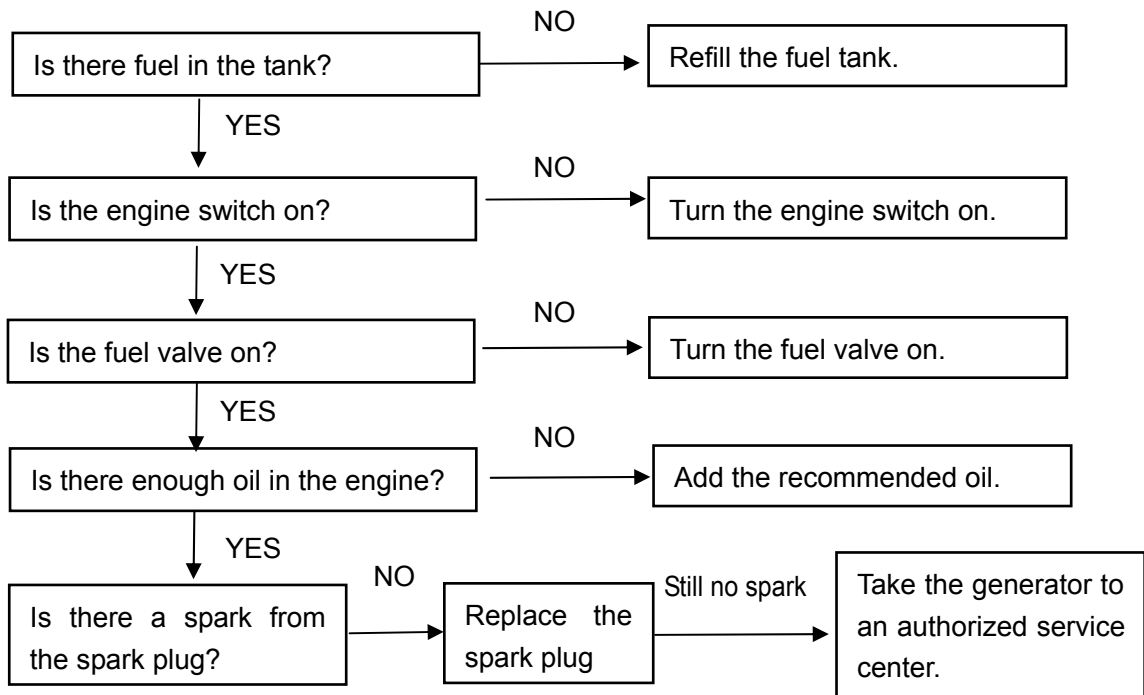 NO
Is there fuel in the tank?
Refill the fuel tank.
YES
NO
Is the engine switch on?
Turn the engine switch on.
YES
NO
Is the fuel valve on?
Turn the fuel valve on.
YES
NO
Is there enough oil in the engine?
Add the recommended oil.
YES
NO
Still no spark
Is there a spark from
the spark plug?
Replace the
spark plug
Take the generator to
an authorized service
center.